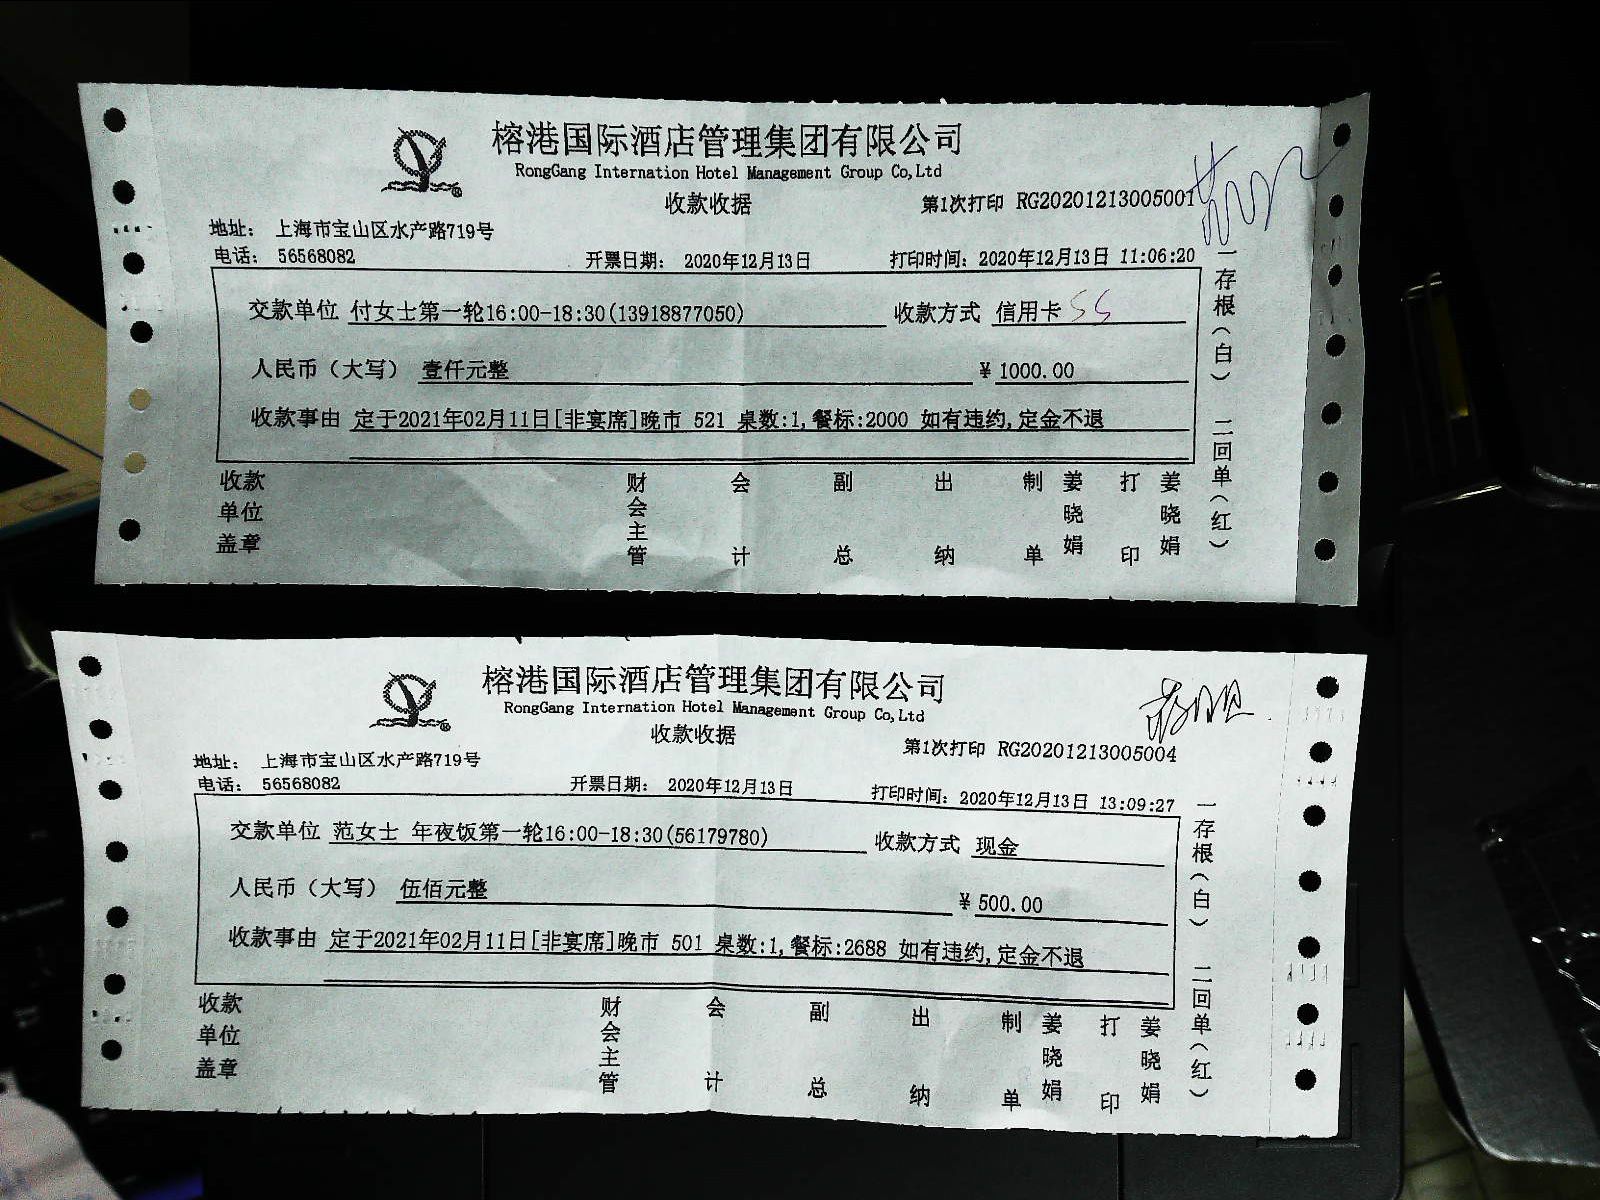 榕港国际酒店管理集团有限公司
RongGang International Hotel Management Group Co,Ltd
收款收据
第1次打印 RG20201213005001
地址： 上海市宝山区水产路719号
电话： 56568082 开票日期： 2020年12月13日 打印时间：2020年12月13日 11:06:20
交款单位 付女士第一轮16:00-18:30(13918877050) 收款方式 信用卡
人民币（大写） 壹仟元整 ¥ 1000.00
收款事由 定于2021年02月11日[非宴席]晚市 521 桌数:1,餐标:2000 如有违约,定金不退
收款单位盖章 财会主管 会计 副总 出纳 制单 姜晓娟 打印 姜晓娟
一存根（白） 二回单（红）
榕港国际酒店管理集团有限公司
RongGang International Hotel Management Group Co,Ltd
收款收据
第1次打印 RG20201213005004
地址： 上海市宝山区水产路719号
电话： 56568082 开票日期： 2020年12月13日 打印时间：2020年12月13日 13:09:27
交款单位 范女士 年夜饭第一轮16:00-18:30(56179780) 收款方式 现金
人民币（大写） 伍佰元整 ¥ 500.00
收款事由 定于2021年02月11日[非宴席]晚市 501 桌数:1,餐标:2688 如有违约,定金不退
收款单位盖章 财会主管 会计 副总 出纳 制单 姜晓娟 打印 姜晓娟
一存根（白） 二回单（红）